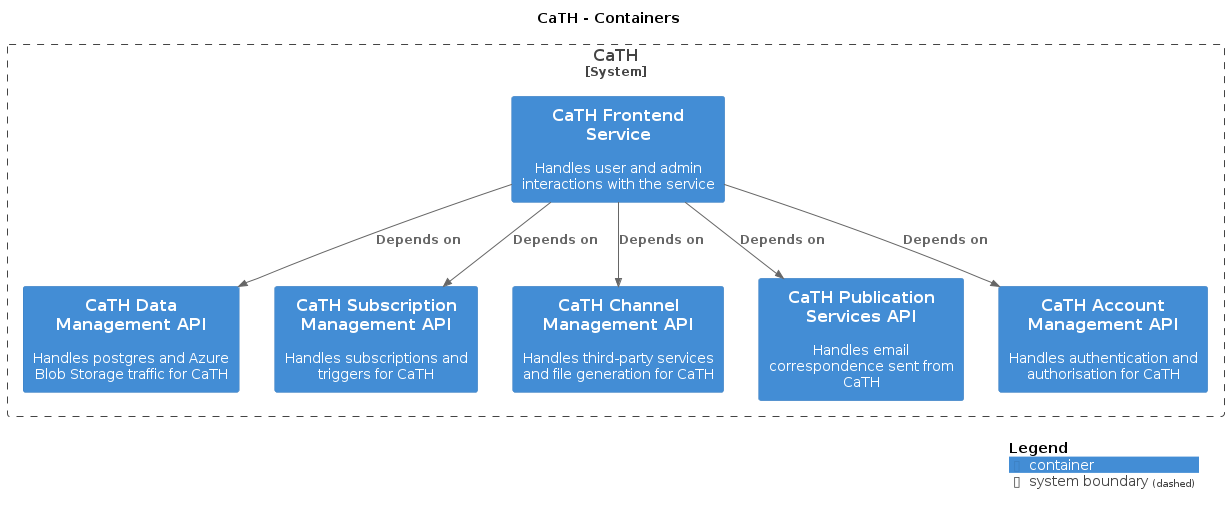 CaTH - Containers
CaTH
[System]
CaTH Frontend
Service
Handles user and admin
interactions with the service
Depends on
Depends on
Depends on
Depends on
Depends on
CaTH Data
Management API
Handles postgres and Azure
Blob Storage traffic for CaTH
CaTH Subscription
Management API
Handles subscriptions and
triggers for CaTH
CaTH Channel
Management API
Handles third-party services
and file generation for CaTH
CaTH Publication
Services API
Handles email
correspondence sent from
CaTH
CaTH Account
Management API
Handles authentication and
authorisation for CaTH
Legend
container
system boundary (dashed)